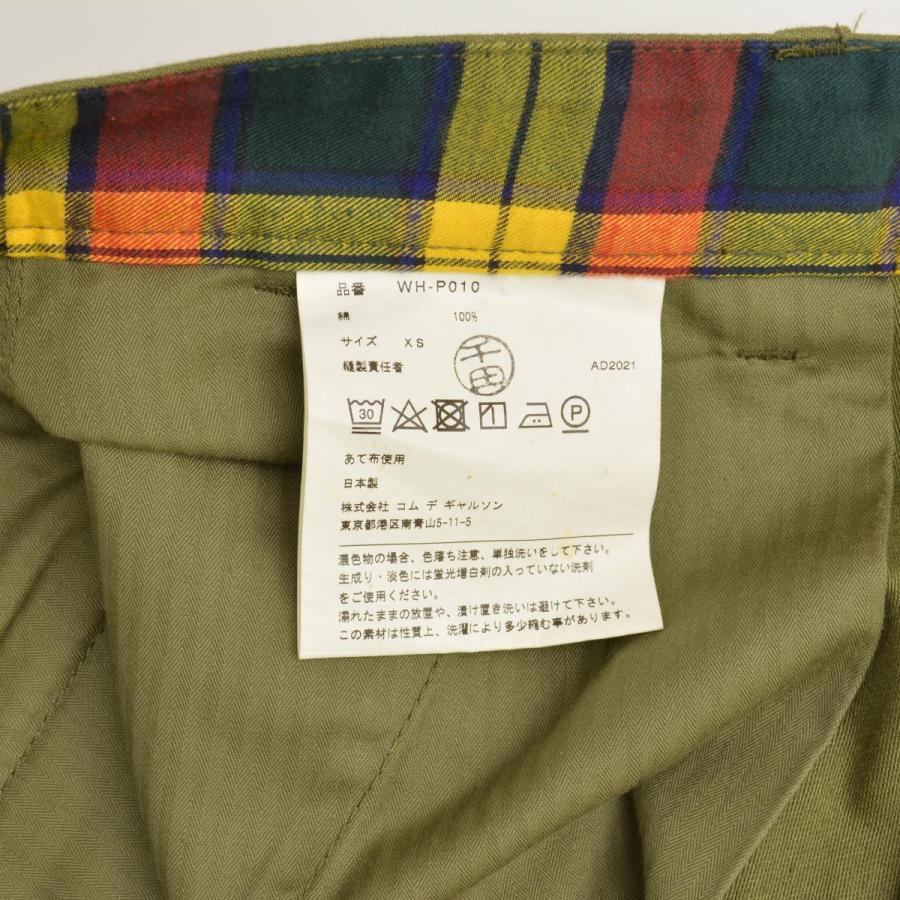 品番 WH-P010
綿 100%
サイズ XS
縫製責任者 千田 AD2021
30 1 P
あて布使用
日本製
株式会社 コム デ ギャルソン
東京都港区南青山5-11-5
濃色物の場合、色落ち注意、単独洗いをして下さい。
生成り・淡色には蛍光増白剤の入っていない洗剤
をご使用ください。
濡れたままの放置や、漬け置き洗いは避けて下さい。
この素材は性質上、洗濯により多少縮む事があります。